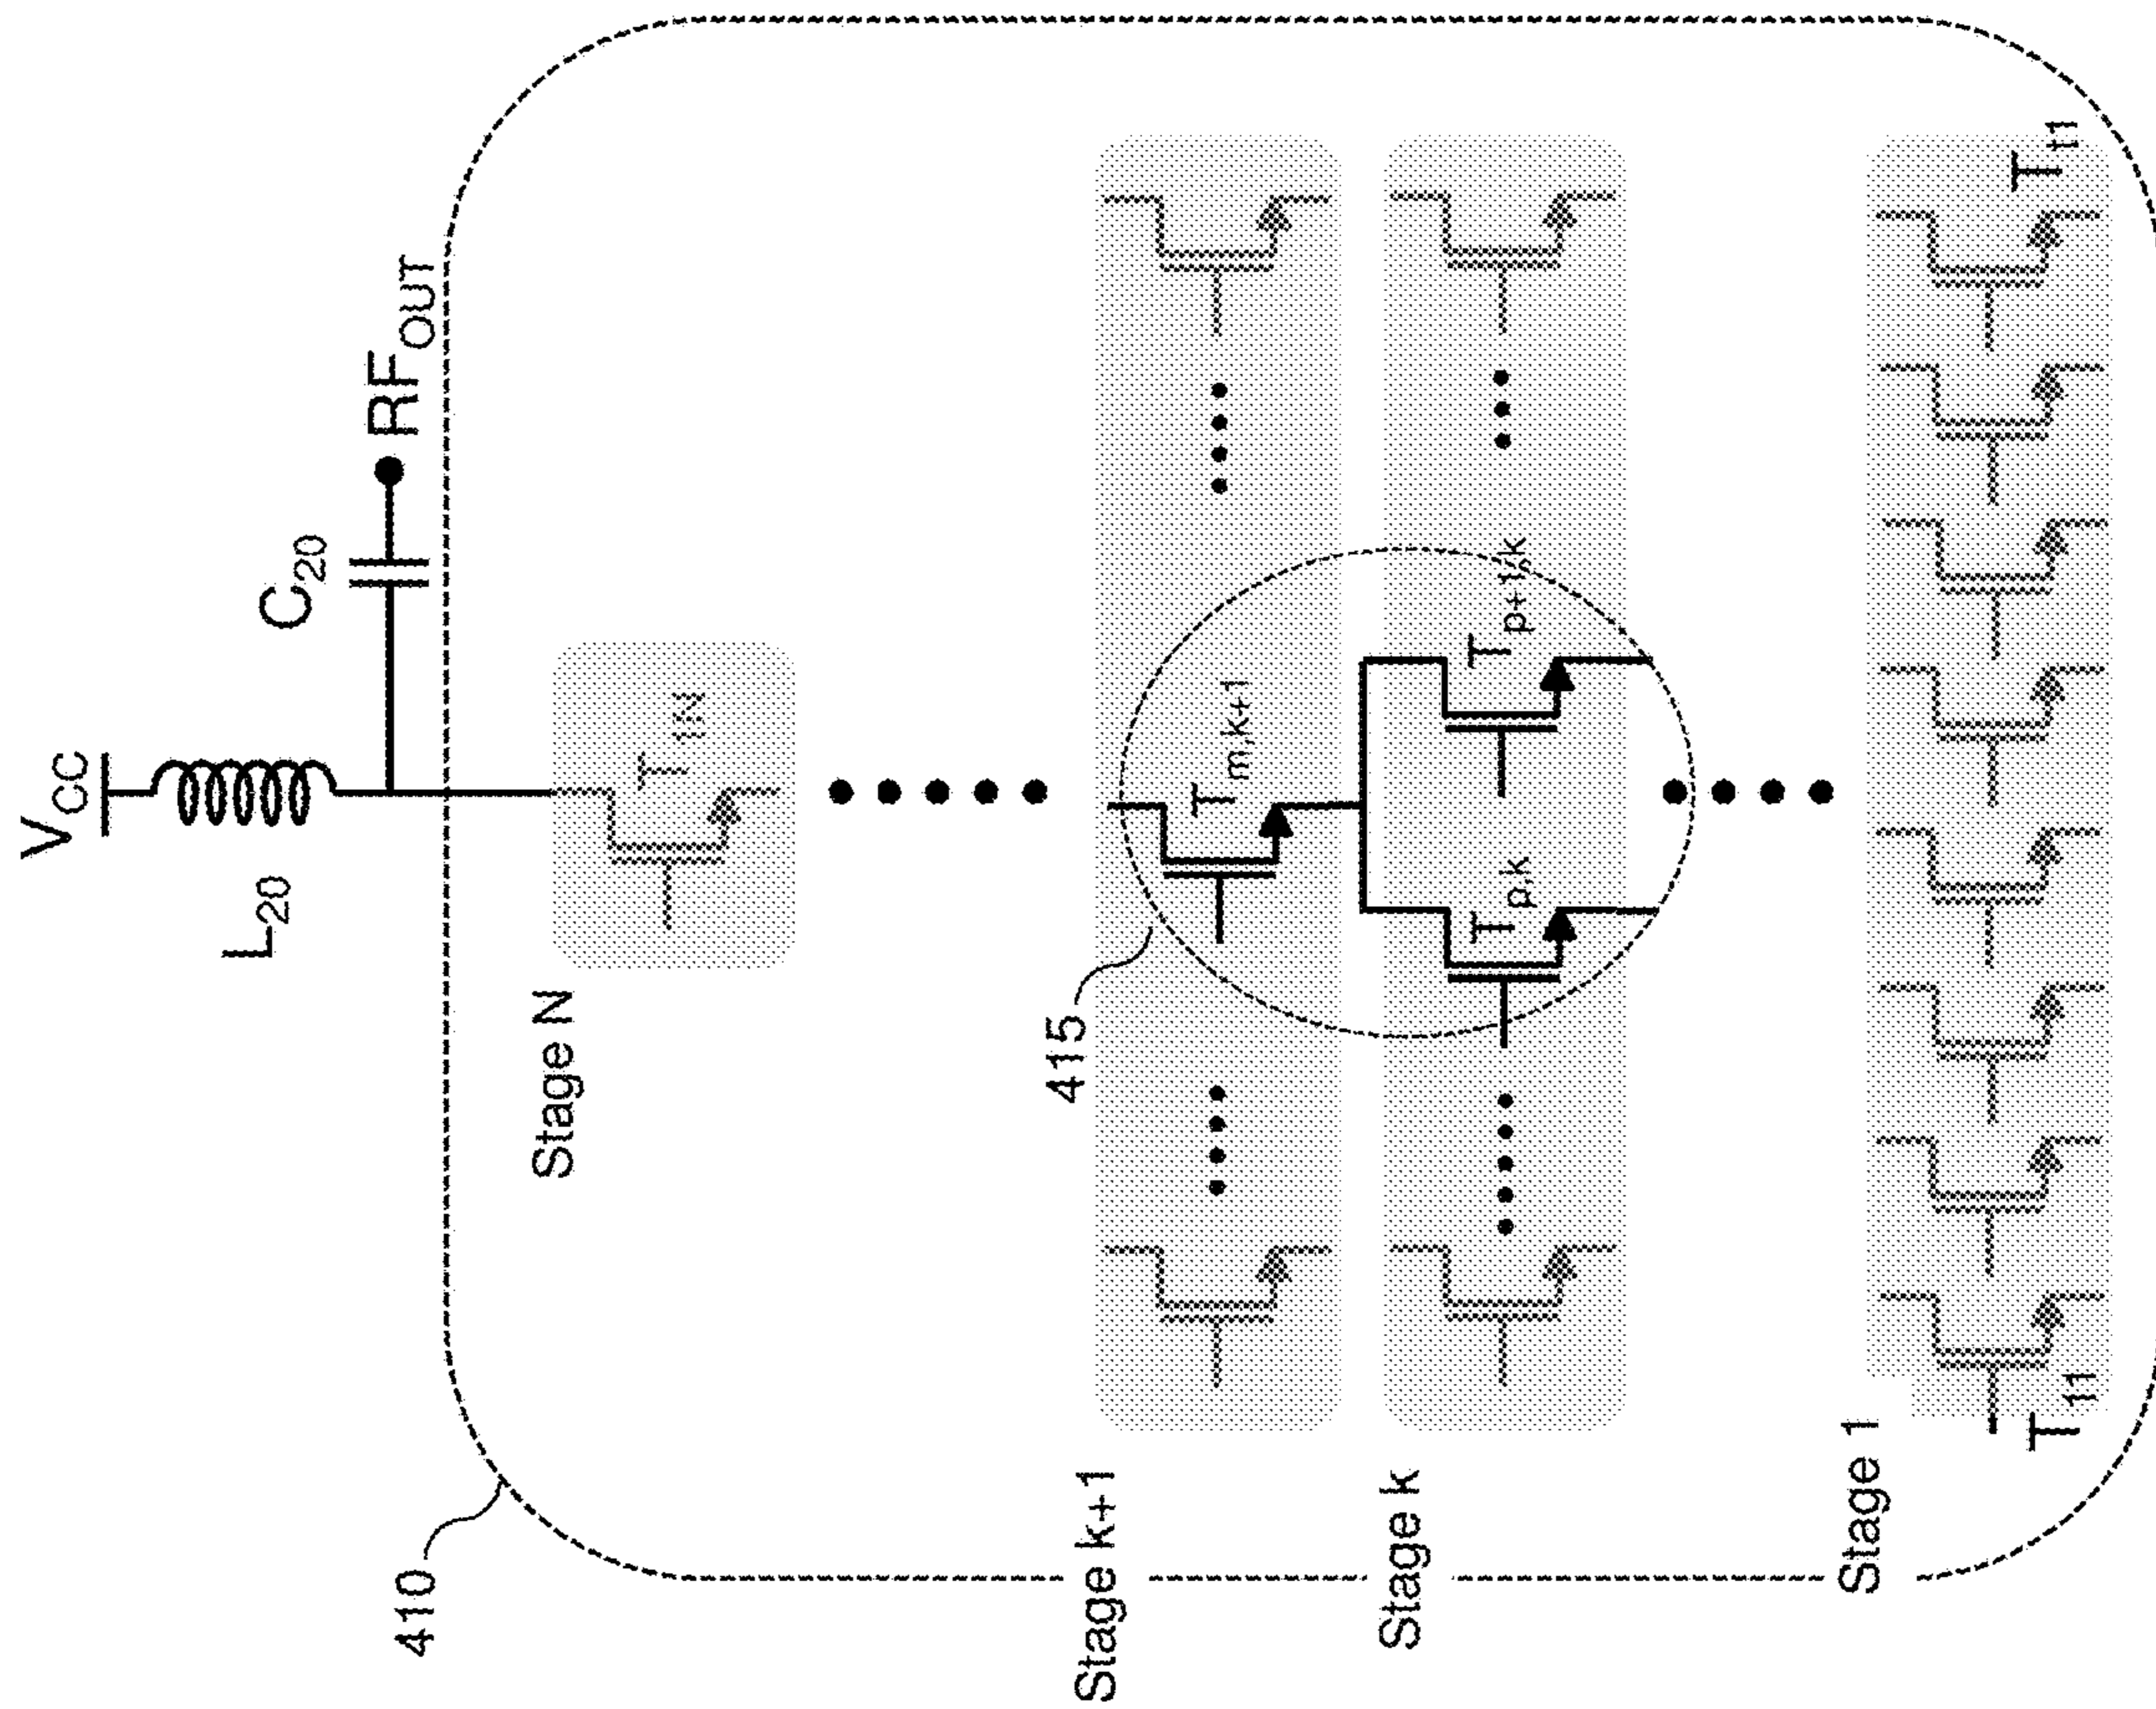 V_CC
L_20
C_20
RF_OUT
410
Stage N
T_1N
415
Stage k+1
T_m,k+1
Stage k
T_p,k
T_p+1,k
Stage 1
T_11
T_i1